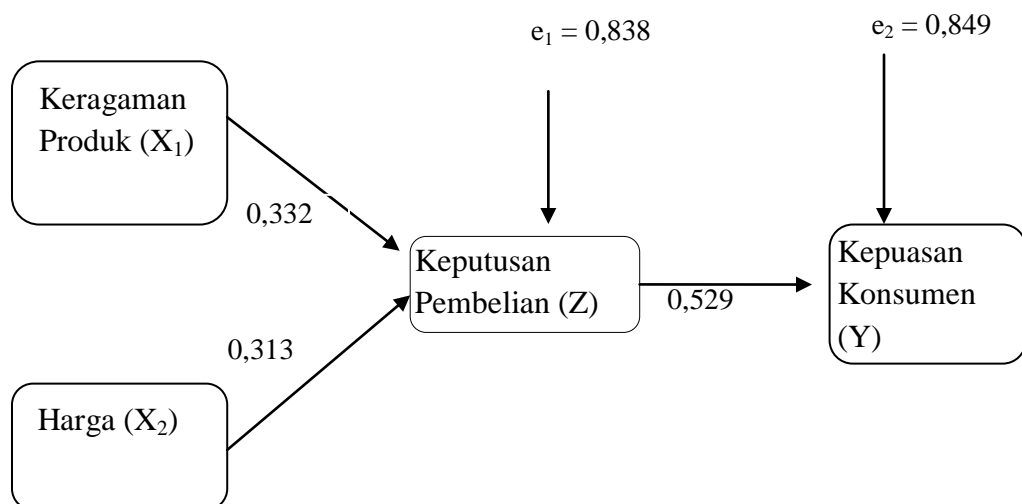 e₁ = 0,838
e₂ = 0,849
Keragaman
Produk (X₁)
0,332
Keputusan
Pembelian (Z)
0,529
Kepuasan
Konsumen
(Y)
0,313
Harga (X₂)